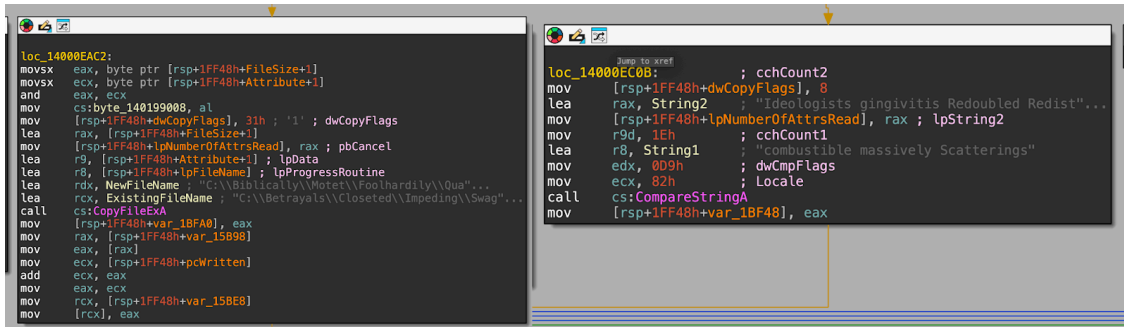 loc_14000EAC2:
movsx eax, byte ptr [rsp+1FF48h+FileSize+1]
movsx ecx, byte ptr [rsp+1FF48h+Attribute+1]
and eax, ecx
mov cs:byte_140199008, al
mov [rsp+1FF48h+dwCopyFlags], 31h ; '1' ; dwCopyFlags
lea rax, [rsp+1FF48h+FileSize+1]
mov [rsp+1FF48h+lpNumberOfAttrsRead], rax ; pbCancel
lea r9, [rsp+1FF48h+Attribute+1] ; lpData
lea r8, [rsp+1FF48h+lpFileName] ; lpProgressRoutine
lea rdx, NewFileName ; "C:\\Biblically\\Motet\\Foolhardily\\Qua"...
lea rcx, ExistingFileName ; "C:\\Betrayals\\Closeted\\Impeding\\Swag"...
call cs:CopyFileExA
mov [rsp+1FF48h+var_1BFA0], eax
mov rax, [rsp+1FF48h+var_15B98]
mov eax, [rax]
mov ecx, [rsp+1FF48h+pcWritten]
add ecx, eax
mov eax, ecx
mov rcx, [rsp+1FF48h+var_15BE8]
mov [rcx], eax
Jump to xref
loc_14000EC0B: ; cchCount2
mov [rsp+1FF48h+dwCopyFlags], 8
lea rax, String2 ; "Ideologists gingivitis Redoubled Redist"...
mov [rsp+1FF48h+lpNumberOfAttrsRead], rax ; lpString2
mov r9d, 1Eh ; cchCount1
lea r8, String1 ; "combustible massively Scatterings"
mov edx, 0D9h ; dwCmpFlags
mov ecx, 82h ; Locale
call cs:CompareStringA
mov [rsp+1FF48h+var_1BF48], eax